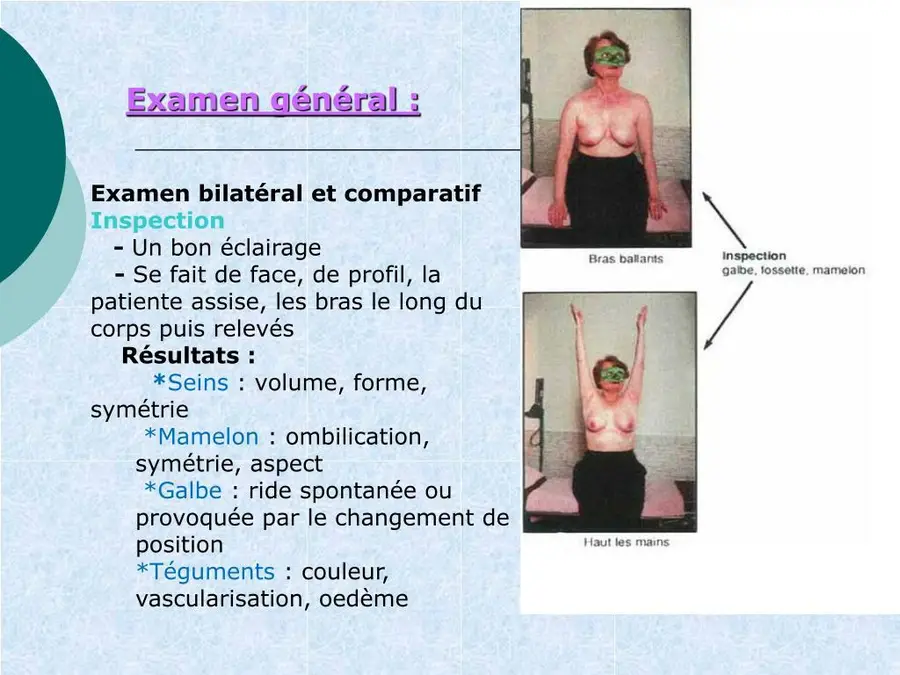 Examen général :
Examen bilatéral et comparatif
Inspection
- Un bon éclairage
- Se fait de face, de profil, la
patiente assise, les bras le long du
corps puis relevés
Résultats :
*Seins : volume, forme,
symétrie
*Mamelon : ombilication,
symétrie, aspect
*Galbe : ride spontanée ou
provoquée par le changement de
position
*Téguments : couleur,
vascularisation, oedème
Bras ballants
Inspection
galbe, fossette, mamelon
Haut les mains